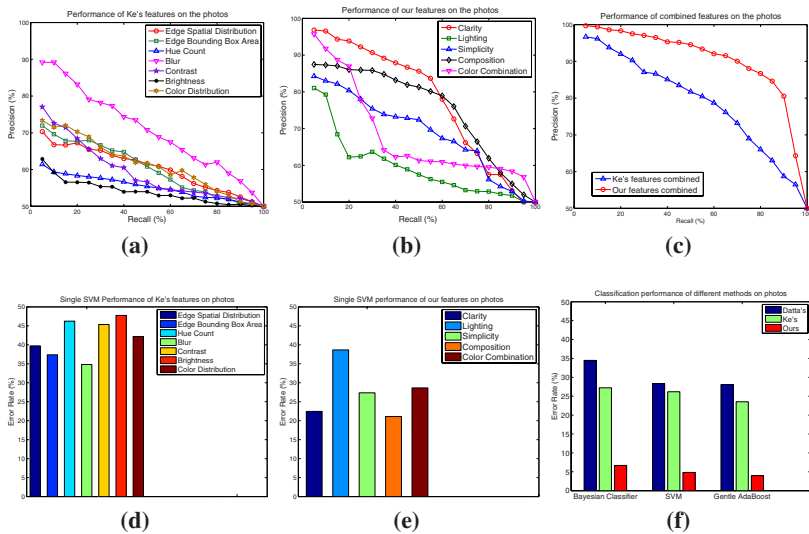 Performance of Ke's features on the photos
100
90
80
70
60
50
Precision (%)
0 20 40 60 80 100
Recall (%)
Edge Spatial Distribution
Edge Bounding Box Area
Hue Count
Blur
Contrast
Brightness
Color Distribution
(a)
Performance of our features on the photos
100
90
80
70
60
50
Precision (%)
0 20 40 60 80 100
Recall (%)
Clarity
Lighting
Simplicity
Composition
Color Combination
(b)
Performance of combined features on the photos
100
90
80
70
60
50
Precision (%)
0 20 40 60 80 100
Recall (%)
Ke's features combined
Our features combined
(c)
Single SVM Performance of Ke's features on photos
50
45
40
35
30
25
20
15
10
5
0
Error Rate (%)
Edge Spatial Distribution
Edge Bounding Box Area
Hue Count
Blur
Contrast
Brightness
Color Distribution
(d)
Single SVM performance of our features on photos
50
45
40
35
30
25
20
15
10
5
0
Error Rate (%)
Clarity
Lighting
Simplicity
Composition
Color Combination
(e)
Classification performance of different methods on photos
50
45
40
35
30
25
20
15
10
5
0
Error Rate (%)
Datta's
Ke's
Ours
Bayesian Classifier SVM Gentle AdaBoost
(f)